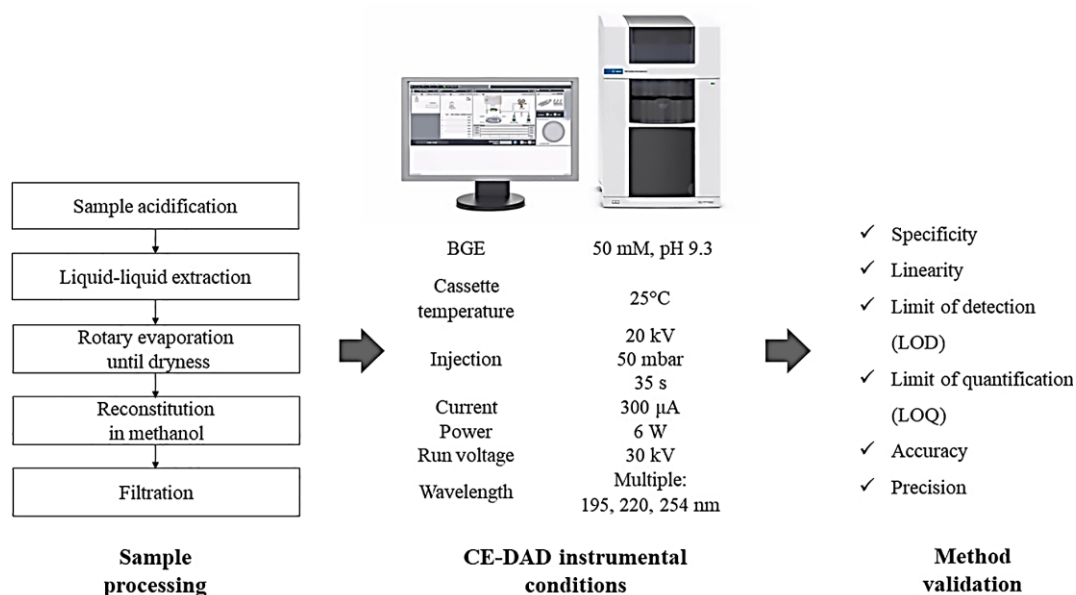 Sample acidification
Liquid-liquid extraction
Rotary evaporation
until dryness
Reconstitution
in methanol
Filtration
Sample
processing
BGE 50 mM, pH 9.3
Cassette
temperature
25°C
Injection
20 kV
50 mbar
35 s
Current 300 µA
Power 6 W
Run voltage 30 kV
Wavelength
Multiple:
195, 220, 254 nm
CE-DAD instrumental
conditions
✓ Specificity
✓ Linearity
✓ Limit of detection
(LOD)
✓ Limit of quantification
(LOQ)
✓ Accuracy
✓ Precision
Method
validation